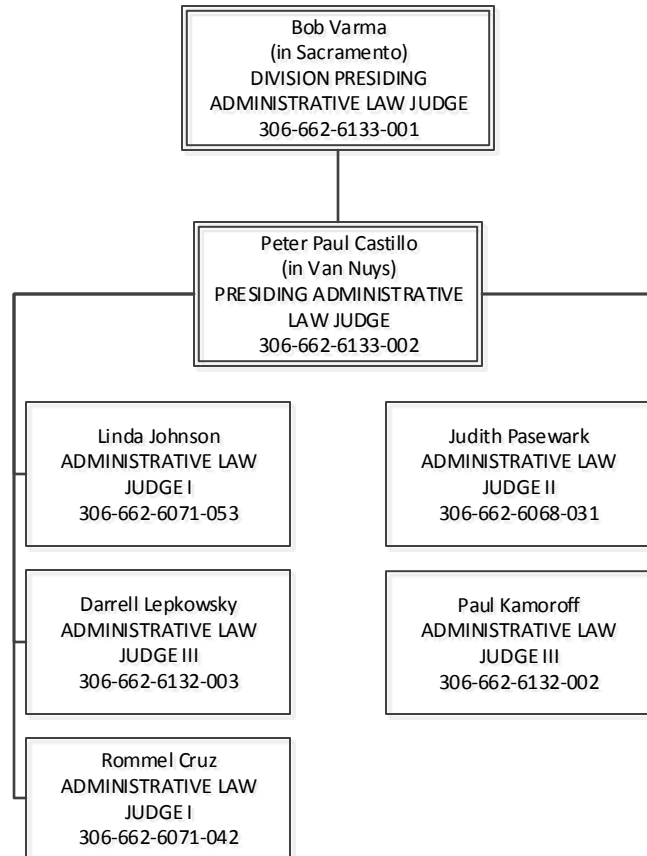 Bob Varma
(in Sacramento)
DIVISION PRESIDING
ADMINISTRATIVE LAW JUDGE
306-662-6133-001
Peter Paul Castillo
(in Van Nuys)
PRESIDING ADMINISTRATIVE
LAW JUDGE
306-662-6133-002
Linda Johnson
ADMINISTRATIVE LAW
JUDGE I
306-662-6071-053
Judith Pasewark
ADMINISTRATIVE LAW
JUDGE II
306-662-6068-031
Darrell Lepkowsky
ADMINISTRATIVE LAW
JUDGE III
306-662-6132-003
Paul Kamoroff
ADMINISTRATIVE LAW
JUDGE III
306-662-6132-002
Rommel Cruz
ADMINISTRATIVE LAW
JUDGE I
306-662-6071-042